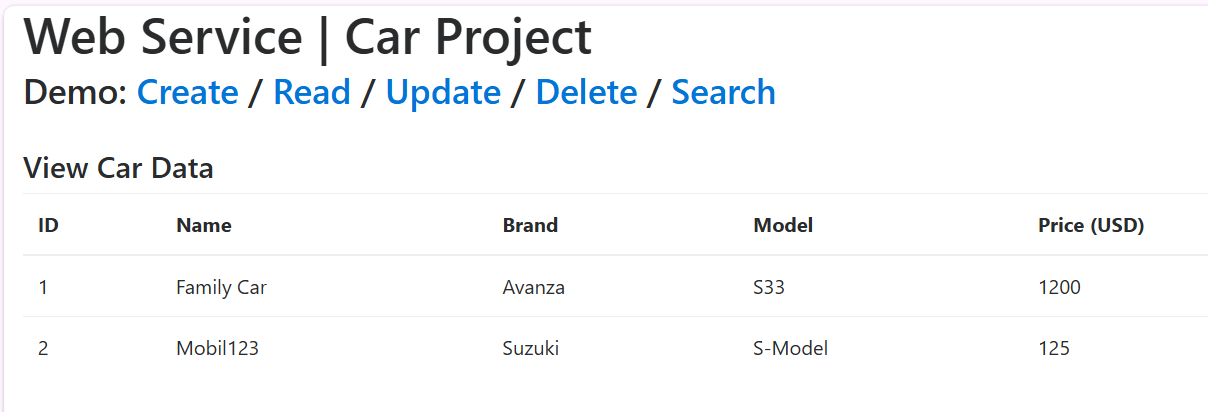 Web Service | Car Project
Demo: Create / Read / Update / Delete / Search
View Car Data
ID Name Brand Model Price (USD)
1 Family Car Avanza S33 1200
2 Mobil123 Suzuki S-Model 125